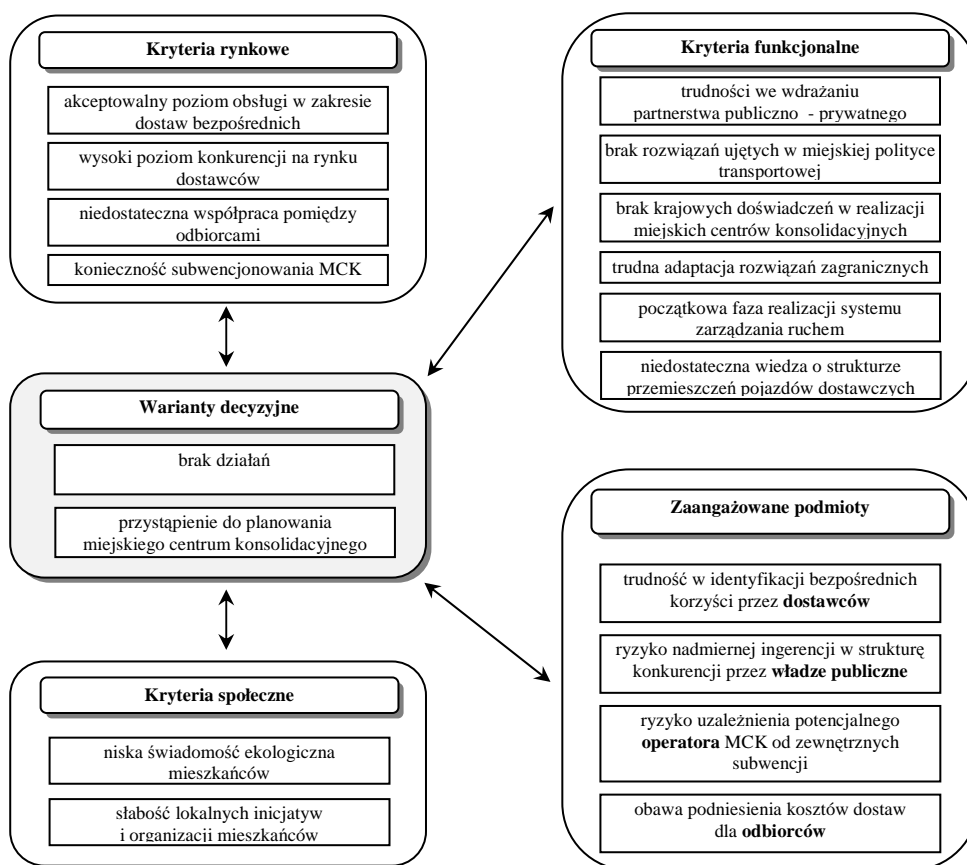 Kryteria rynkowe
akceptowalny poziom obsługi w zakresie
dostaw bezpośrednich
wysoki poziom konkurencji na rynku
dostawców
niedostateczna współpraca pomiędzy
odbiorcami
konieczność subwencjonowania MCK
Kryteria funkcjonalne
trudności we wdrażaniu
partnerstwa publiczno - prywatnego
brak rozwiązań ujętych w miejskiej polityce
transportowej
brak krajowych doświadczeń w realizacji
miejskich centrów konsolidacyjnych
trudna adaptacja rozwiązań zagranicznych
początkowa faza realizacji systemu
zarządzania ruchem
niedostateczna wiedza o strukturze
przemieszczeń pojazdów dostawczych
Warianty decyzyjne
brak działań
przystąpienie do planowania
miejskiego centrum konsolidacyjnego
Zaangażowane podmioty
trudność w identyfikacji bezpośrednich
korzyści przez dostawców
ryzyko nadmiernej ingerencji w strukturę
konkurencji przez władze publiczne
ryzyko uzależnienia potencjalnego
operatora MCK od zewnętrznych
subwencji
obawa podniesienia kosztów dostaw
dla odbiorców
Kryteria społeczne
niska świadomość ekologiczna
mieszkańców
słabość lokalnych inicjatyw
i organizacji mieszkańców